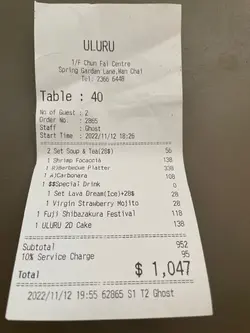 ULURU
1/F Chun Fai Centre
Spring Garden Lane,Wan Chai
Tel: 2366 6448
Table : 40
No of Guest : 2
Order No : 2865
Staff : Ghost
Start Time : 2022/11/12 18:26
2 Set Soup & Tea(28$) 56
1 Shrimp Focaccia 138
1 Barbeque Platter 338
1 Carbonara 108
1 $$Special Drink 0
1 Set Lava Dream(Ice)+28$ 28
1 Virgin Strawberry Mojito 28
1 Fuji Shibazakura Festival 118
1 ULURU 2D Cake 138
Subtotal 952
10% Service Charge 95
Total $ 1,047
2022/11/12 19:55 62865 S1 T2 Ghost